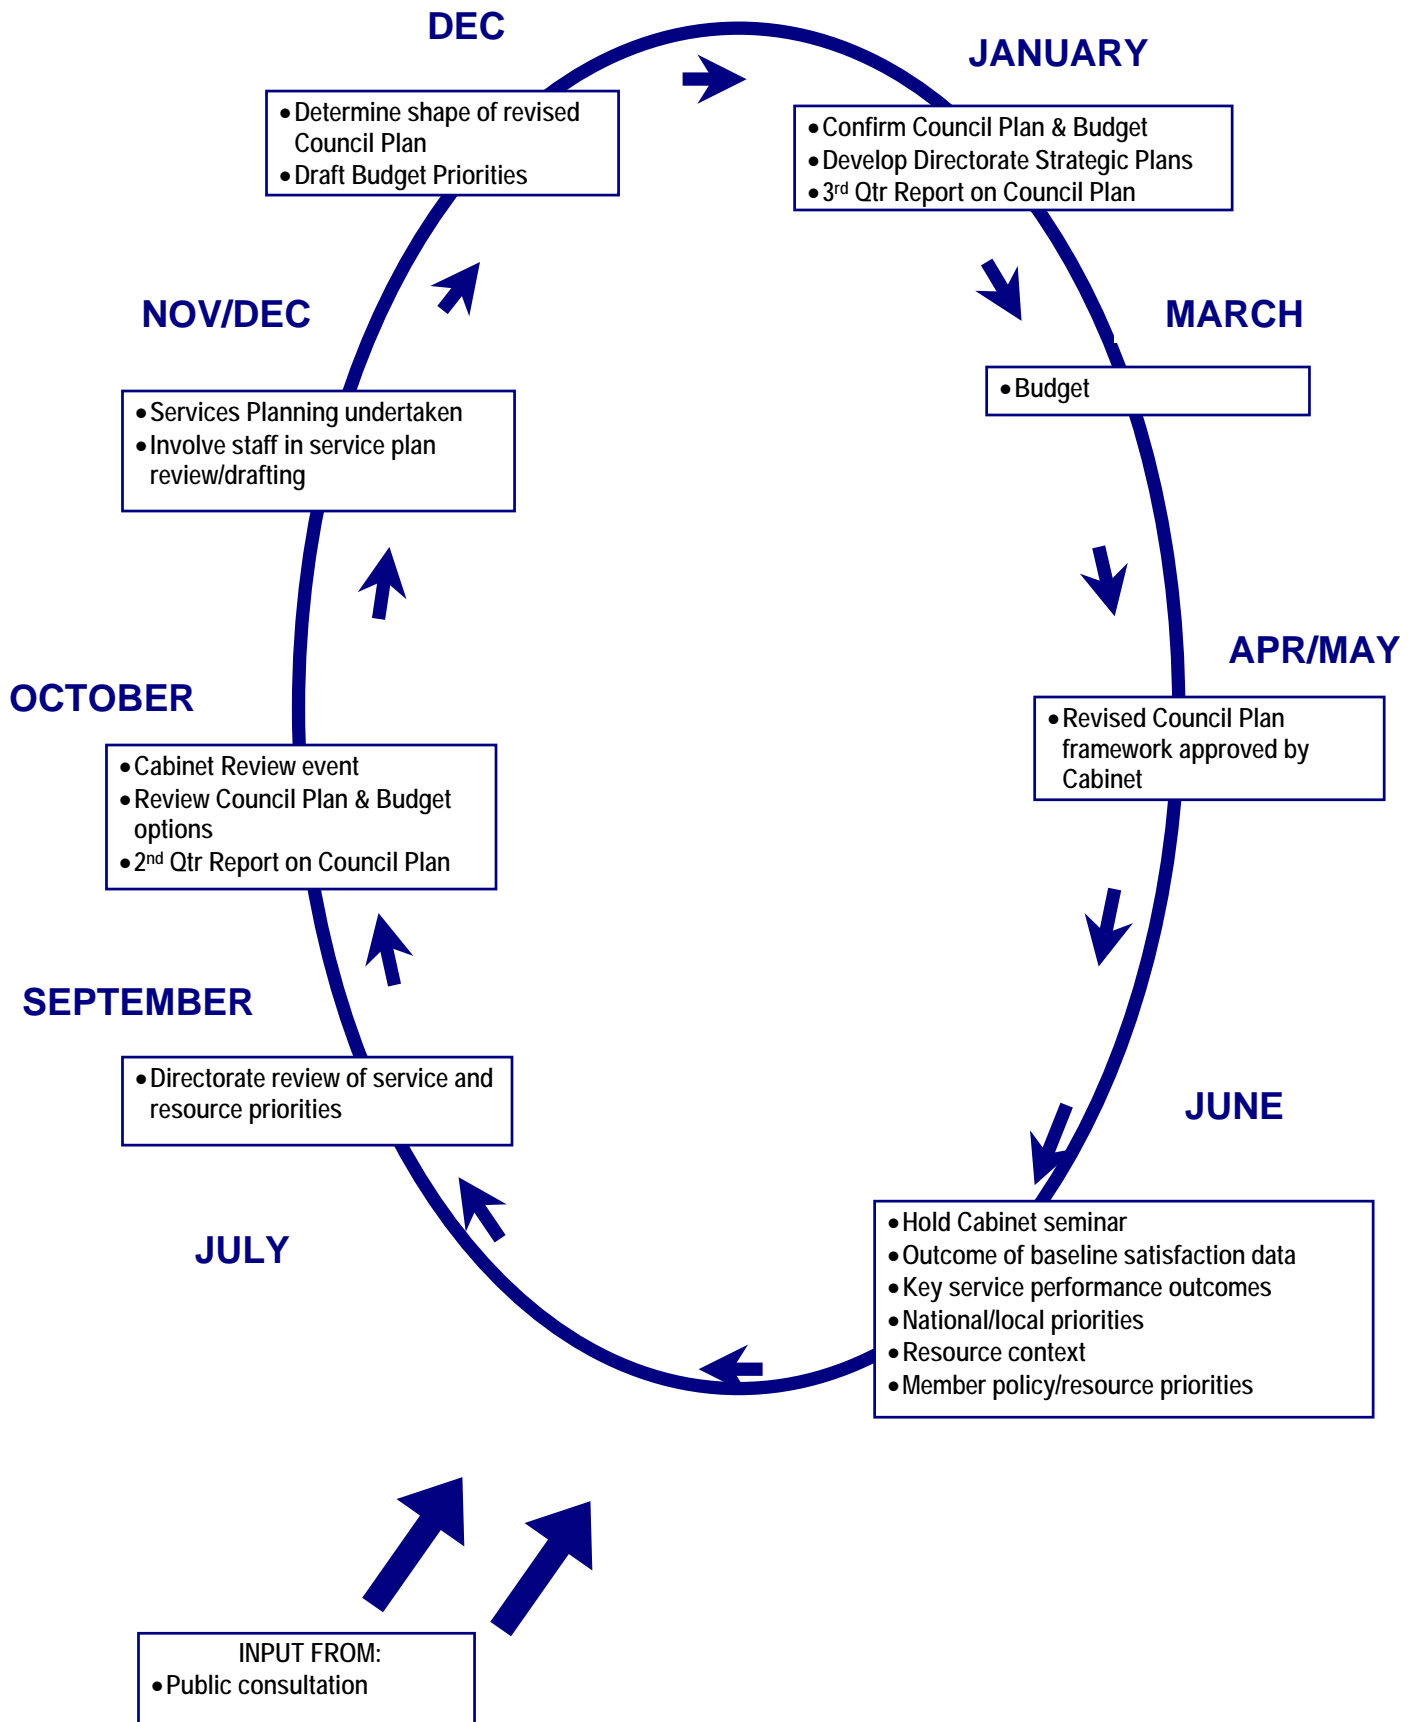 DEC
• Determine shape of revised
Council Plan
• Draft Budget Priorities
JANUARY
• Confirm Council Plan & Budget
• Develop Directorate Strategic Plans
• 3rd Qtr Report on Council Plan
MARCH
• Budget
APR/MAY
• Revised Council Plan
framework approved by
Cabinet
JUNE
• Hold Cabinet seminar
• Outcome of baseline satisfaction data
• Key service performance outcomes
• National/local priorities
• Resource context
• Member policy/resource priorities
JULY
SEPTEMBER
• Directorate review of service and
resource priorities
OCTOBER
• Cabinet Review event
• Review Council Plan & Budget
options
• 2nd Qtr Report on Council Plan
NOV/DEC
• Services Planning undertaken
• Involve staff in service plan
review/drafting
INPUT FROM:
• Public consultation